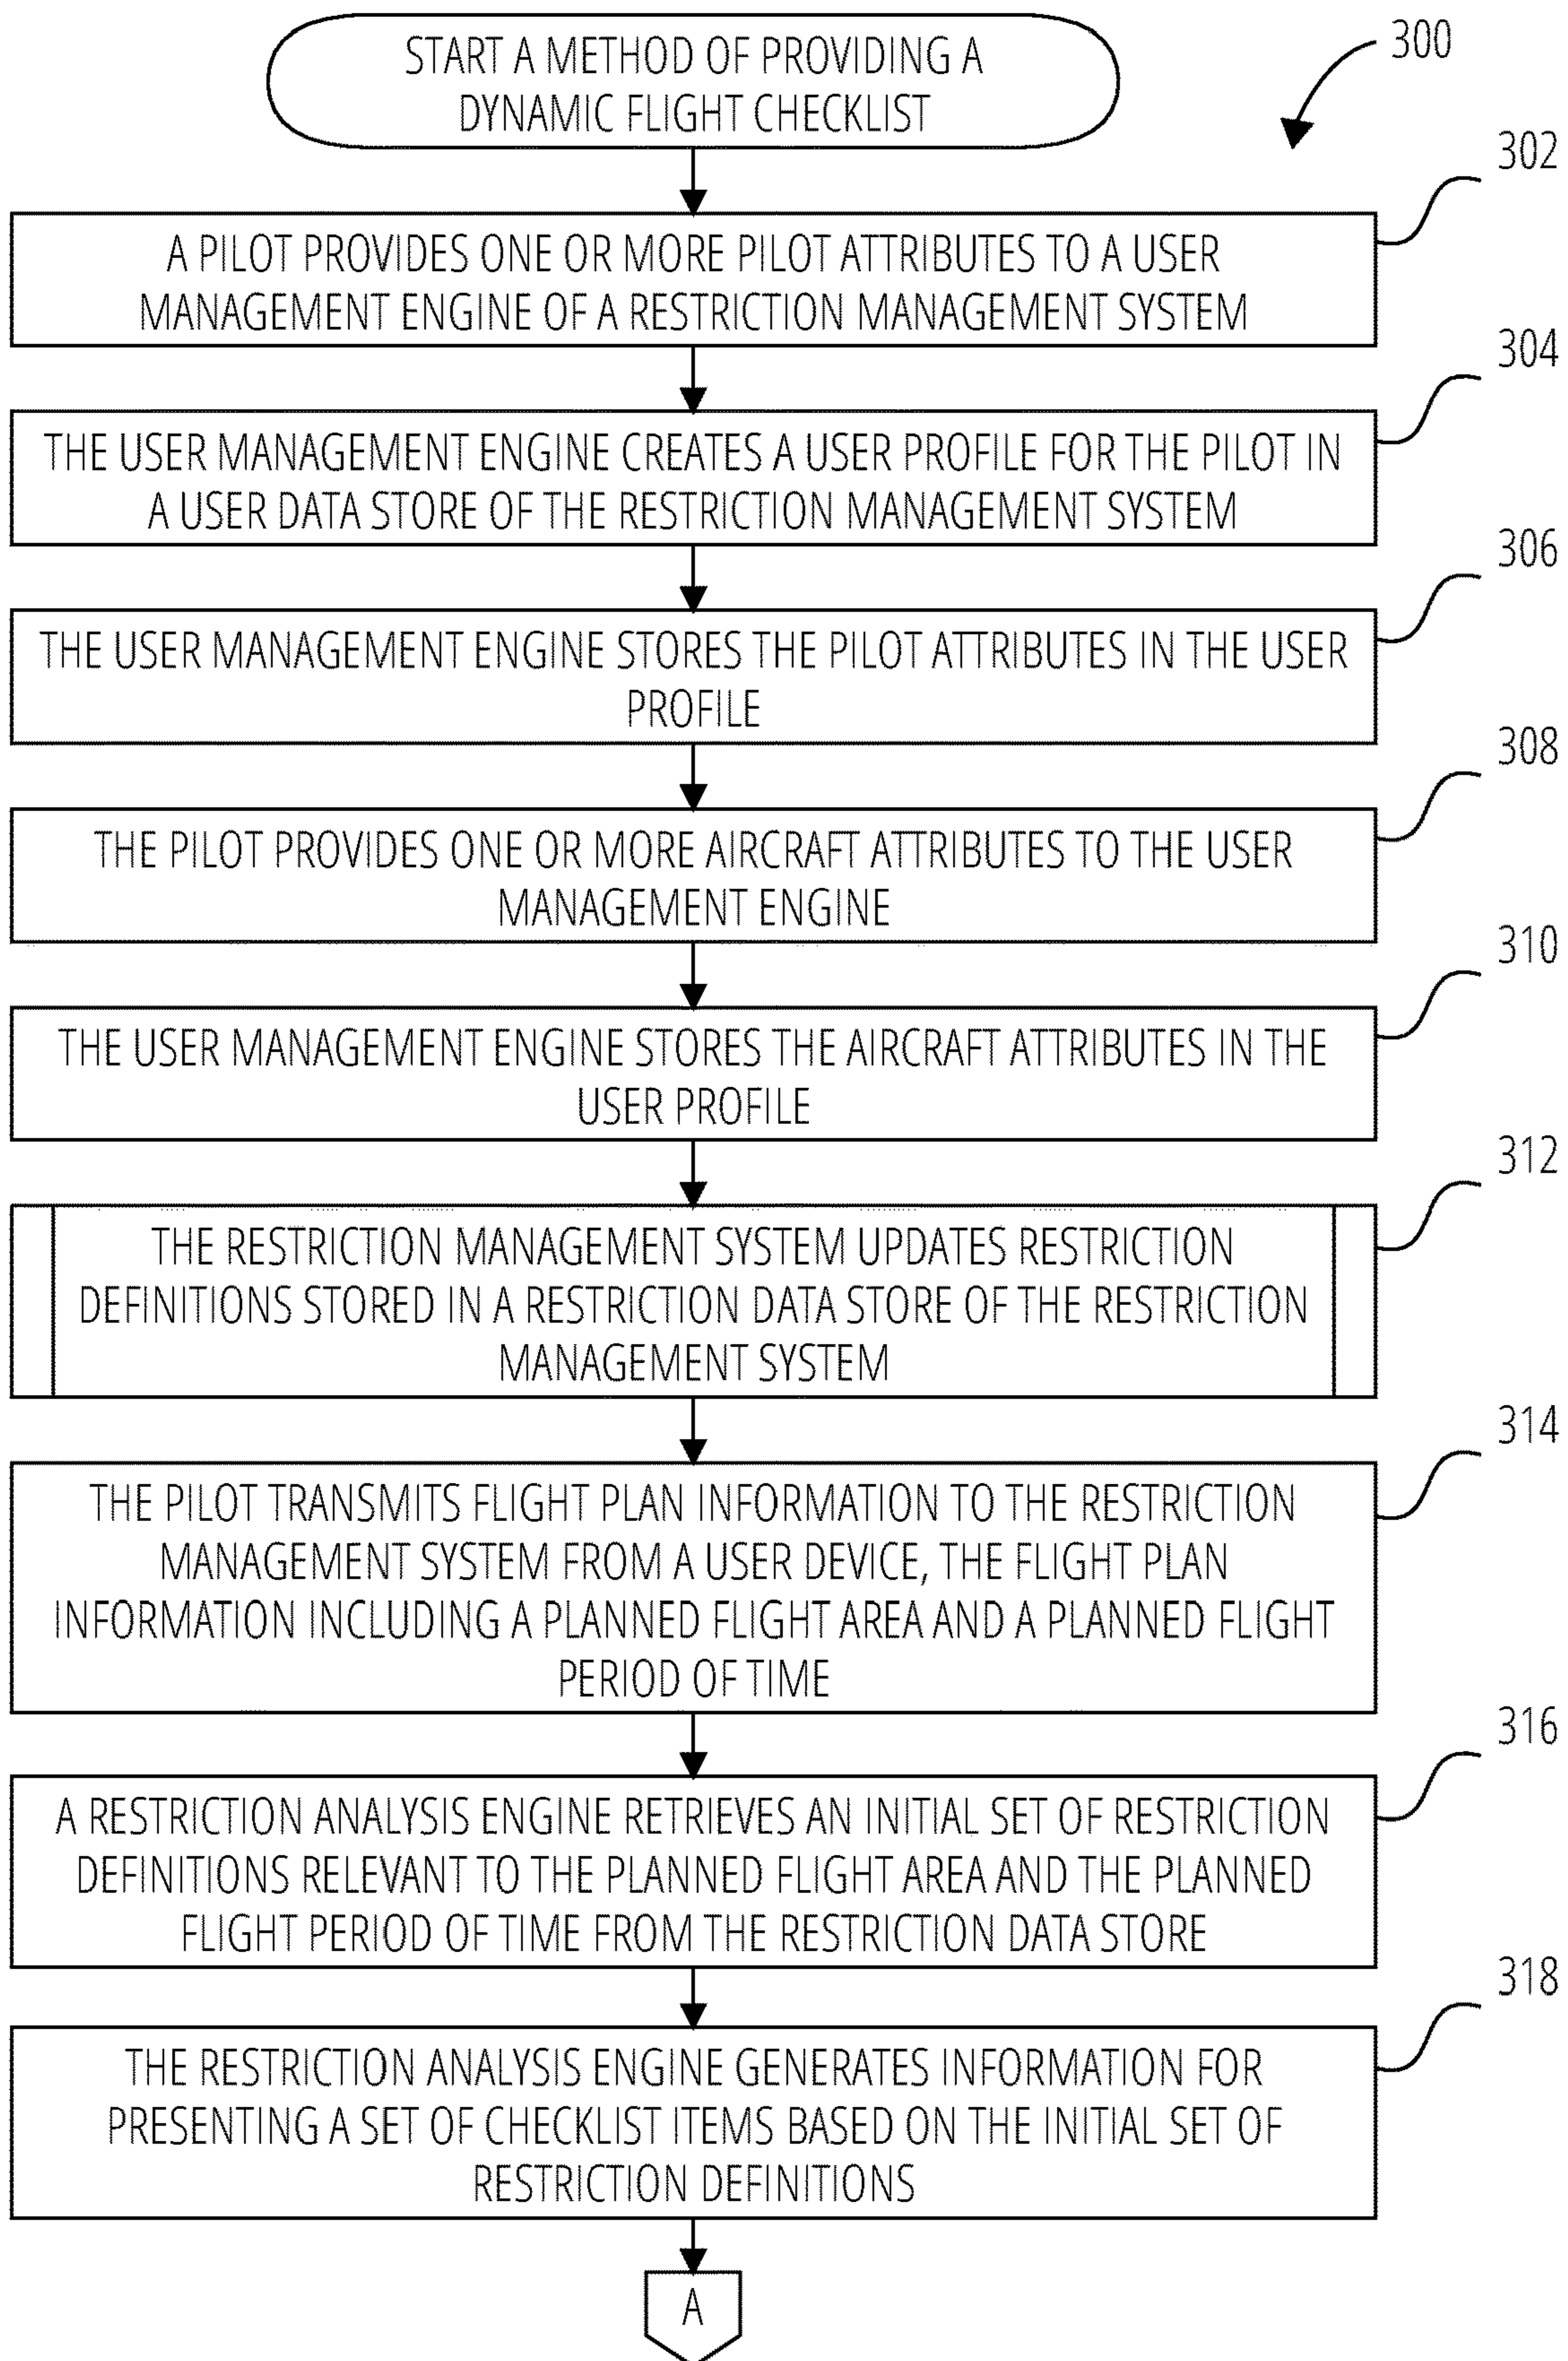 START A METHOD OF PROVIDING A
DYNAMIC FLIGHT CHECKLIST
300
302
A PILOT PROVIDES ONE OR MORE PILOT ATTRIBUTES TO A USER
MANAGEMENT ENGINE OF A RESTRICTION MANAGEMENT SYSTEM
304
THE USER MANAGEMENT ENGINE CREATES A USER PROFILE FOR THE PILOT IN
A USER DATA STORE OF THE RESTRICTION MANAGEMENT SYSTEM
306
THE USER MANAGEMENT ENGINE STORES THE PILOT ATTRIBUTES IN THE USER
PROFILE
308
THE PILOT PROVIDES ONE OR MORE AIRCRAFT ATTRIBUTES TO THE USER
MANAGEMENT ENGINE
310
THE USER MANAGEMENT ENGINE STORES THE AIRCRAFT ATTRIBUTES IN THE
USER PROFILE
312
THE RESTRICTION MANAGEMENT SYSTEM UPDATES RESTRICTION
DEFINITIONS STORED IN A RESTRICTION DATA STORE OF THE RESTRICTION
MANAGEMENT SYSTEM
314
THE PILOT TRANSMITS FLIGHT PLAN INFORMATION TO THE RESTRICTION
MANAGEMENT SYSTEM FROM A USER DEVICE, THE FLIGHT PLAN
INFORMATION INCLUDING A PLANNED FLIGHT AREA AND A PLANNED FLIGHT
PERIOD OF TIME
316
A RESTRICTION ANALYSIS ENGINE RETRIEVES AN INITIAL SET OF RESTRICTION
DEFINITIONS RELEVANT TO THE PLANNED FLIGHT AREA AND THE PLANNED
FLIGHT PERIOD OF TIME FROM THE RESTRICTION DATA STORE
318
THE RESTRICTION ANALYSIS ENGINE GENERATES INFORMATION FOR
PRESENTING A SET OF CHECKLIST ITEMS BASED ON THE INITIAL SET OF
RESTRICTION DEFINITIONS
A